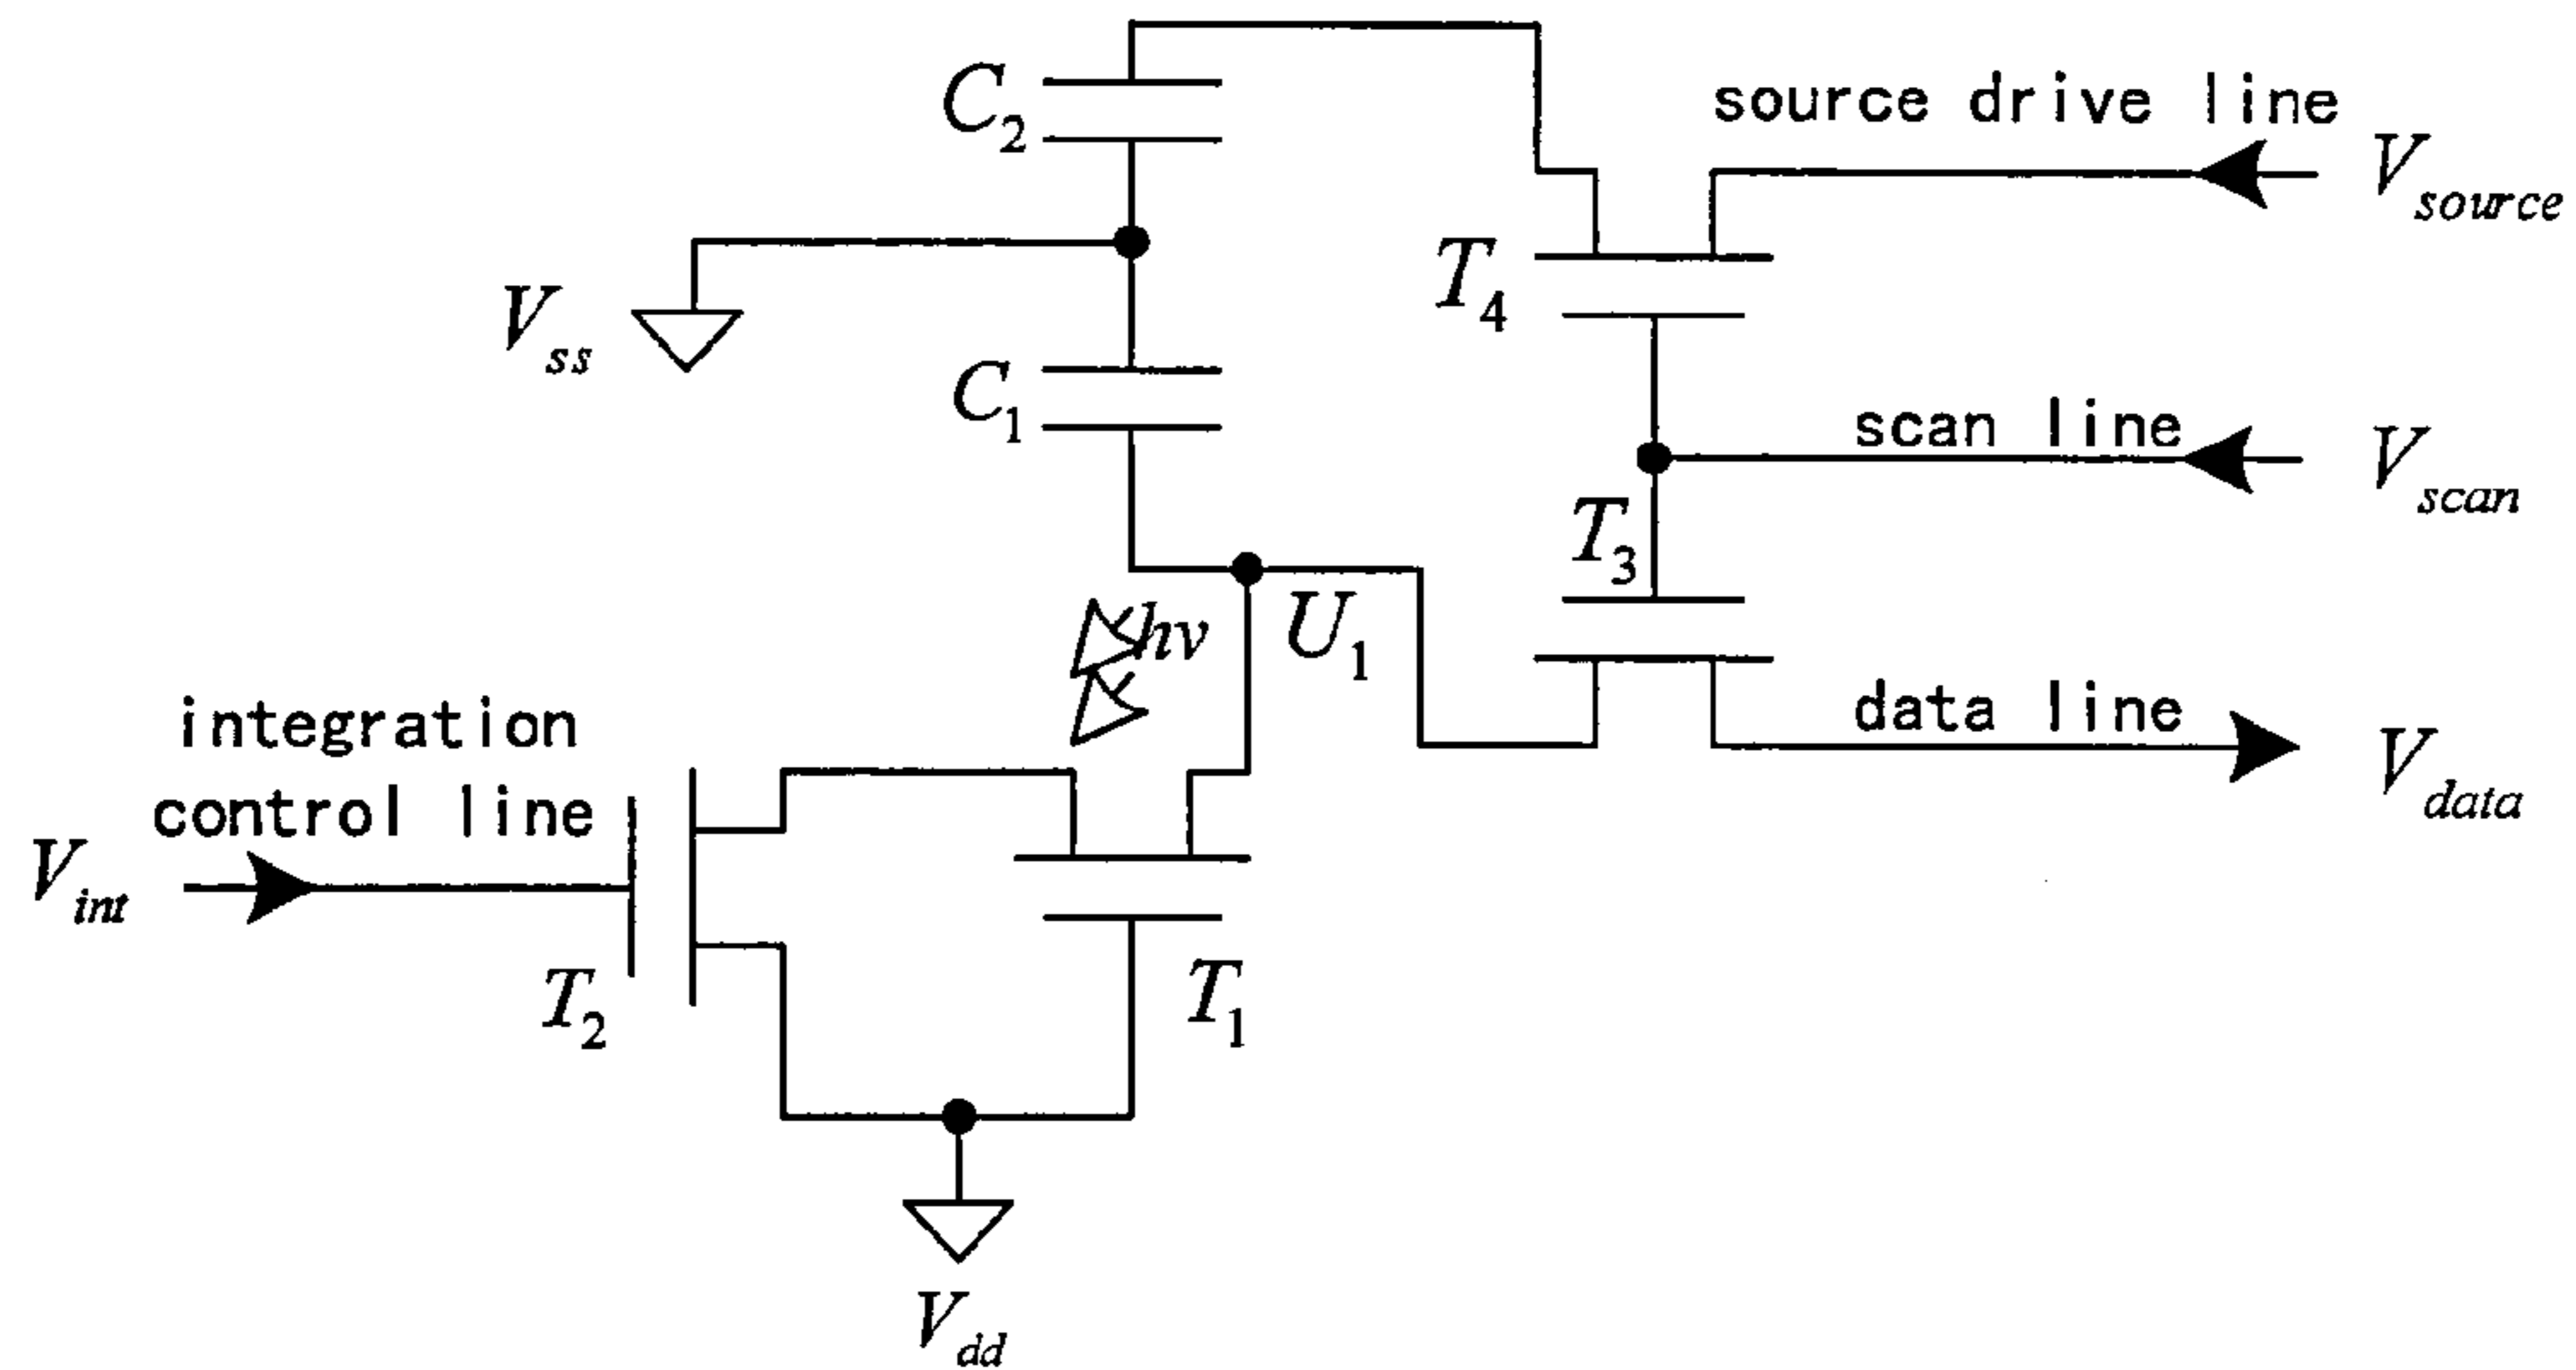 C2
source drive line
Vsource
T4
Vss
C1
scan line
Vscan
T3
hv
U1
data line
Vdata
integration
control line
Vint
T2
T1
Vdd